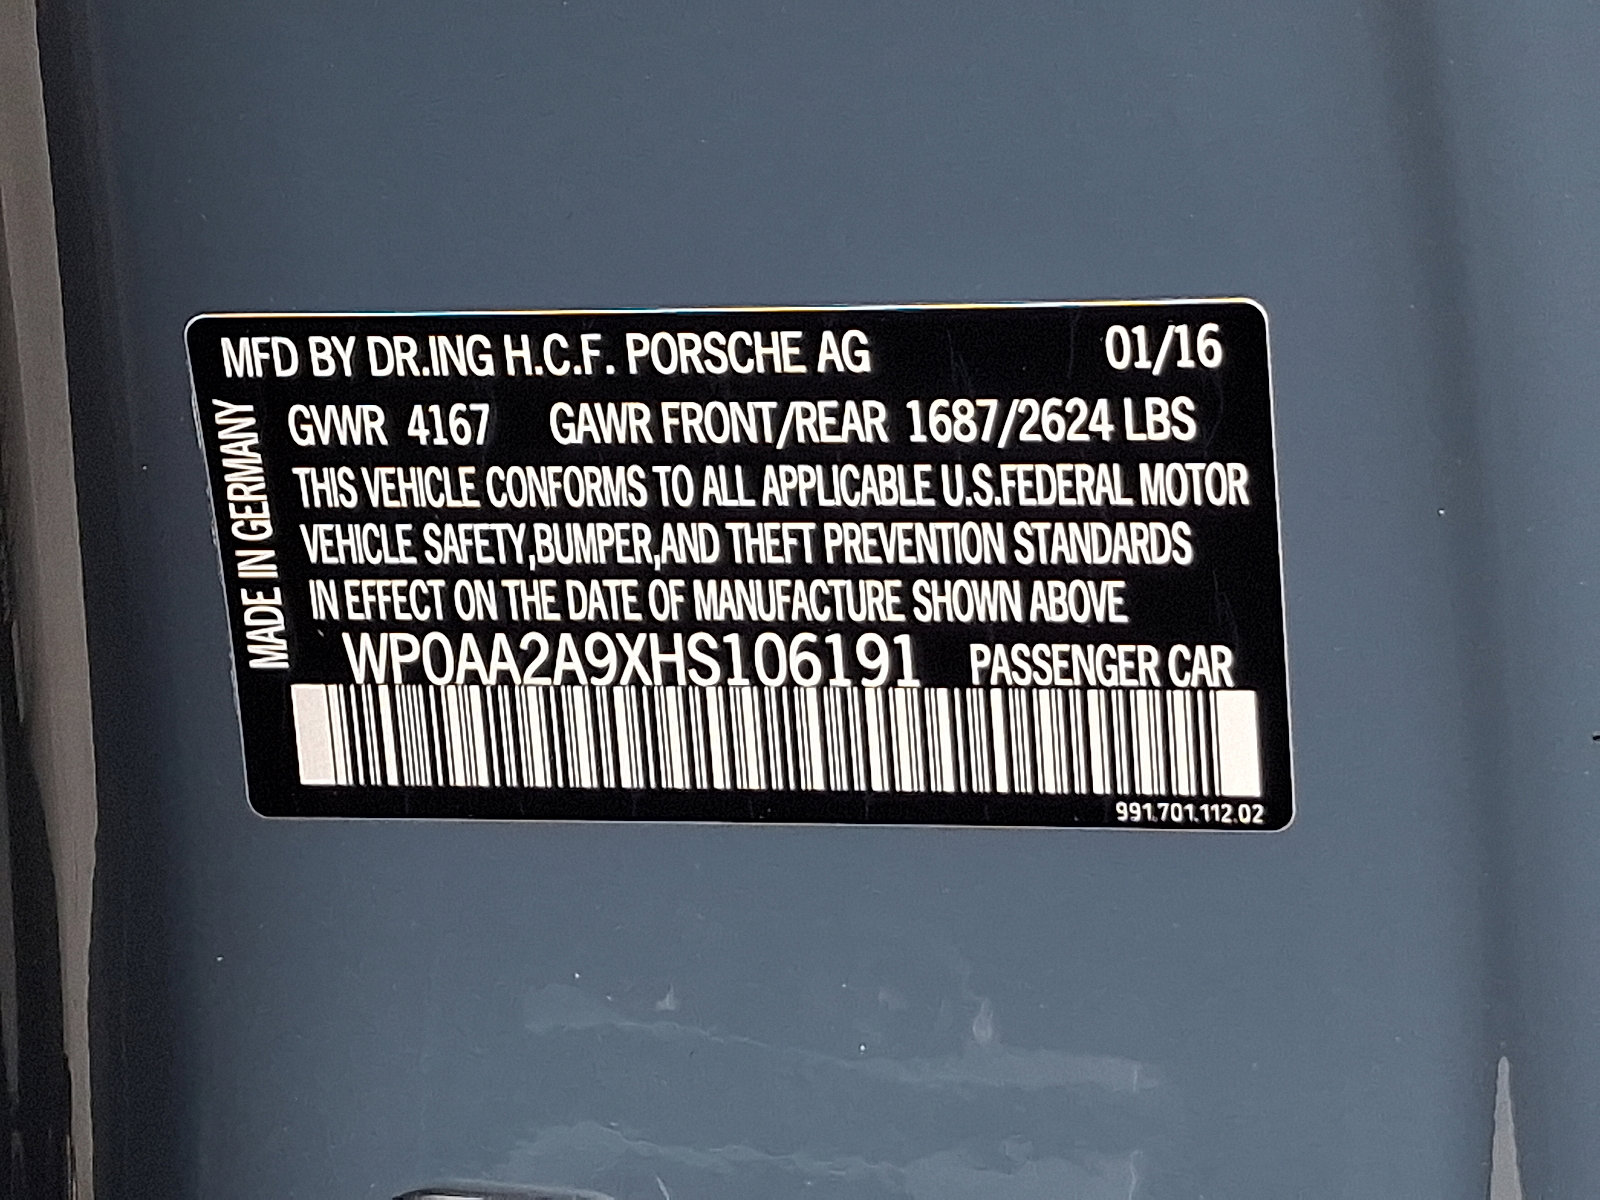 MFD BY DR.ING H.C.F. PORSCHE AG 01/16
GVWR 4167 GAWR FRONT/REAR 1687/2624 LBS
THIS VEHICLE CONFORMS TO ALL APPLICABLE U.S.FEDERAL MOTOR
VEHICLE SAFETY,BUMPER,AND THEFT PREVENTION STANDARDS
IN EFFECT ON THE DATE OF MANUFACTURE SHOWN ABOVE
WP0AA2A9XHS106191 PASSENGER CAR
991.701.112.02
MADE IN GERMANY